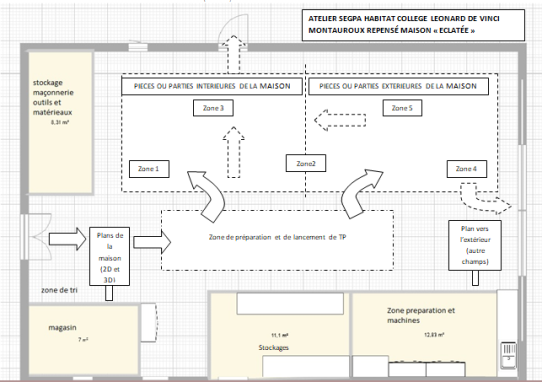 ATELIER SEGPA HABITAT COLLEGE LEONARD DE VINCI
MONTAUROUX REPENSÉ MAISON « ECLATÉE »
stockage
maçonnerie
outils et
matérieaux
8,31 m²
PIECES OU PARTIES INTERIEURES DE LA MAISON
PIECES OU PARTIES EXTERIEURES DE LA MAISON
Zone 3
Zone 5
Zone 1
Zone2
Zone 4
Plans de
la
maison
(2D et
3D)
Zone de préparation et de lancement de TP
Plan vers
l'extérieur
(autre
champs)
zone de tri
magasin
7 m²
11,1 m²
Stockages
Zone preparation et
machines
12,83 m²